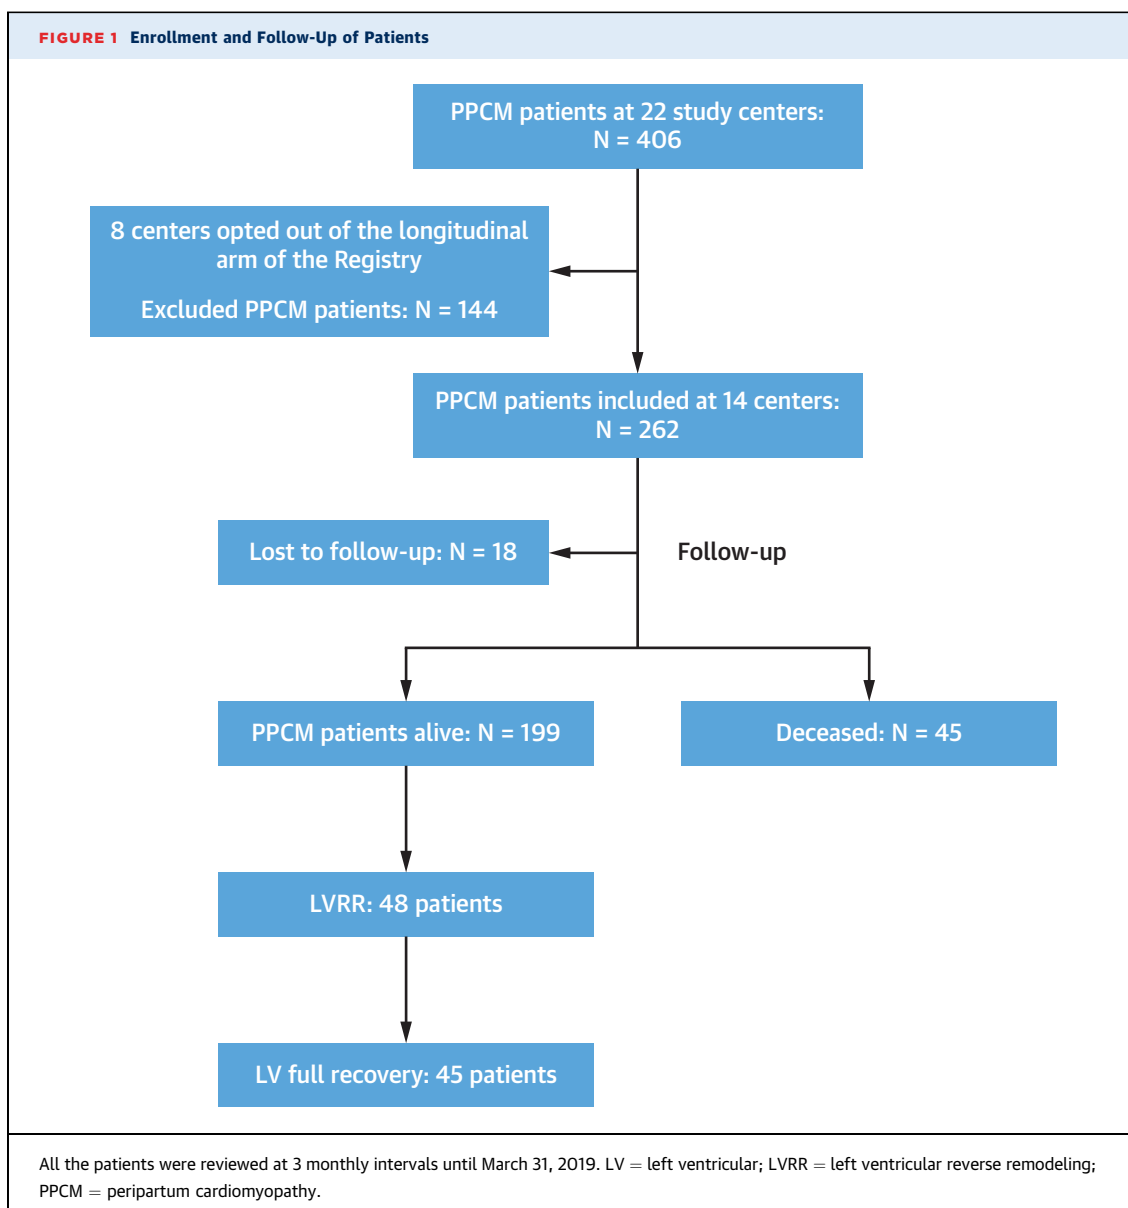 FIGURE 1 Enrollment and Follow-Up of Patients
PPCM patients at 22 study centers:
N = 406
8 centers opted out of the longitudinal
arm of the Registry
Excluded PPCM patients: N = 144
PPCM patients included at 14 centers:
N = 262
Lost to follow-up: N = 18
Follow-up
PPCM patients alive: N = 199
Deceased: N = 45
LVRR: 48 patients
LV full recovery: 45 patients
All the patients were reviewed at 3 monthly intervals until March 31, 2019. LV = left ventricular; LVRR = left ventricular reverse remodeling;
PPCM = peripartum cardiomyopathy.